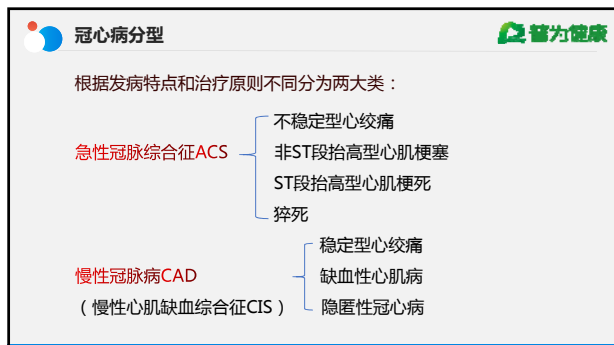 冠心病分型
普为健康
根据发病特点和治疗原则不同分为两大类：
急性冠脉综合征ACS
不稳定型心绞痛
非ST段抬高型心肌梗塞
ST段抬高型心肌梗死
猝死
慢性冠脉病CAD
（慢性心肌缺血综合征CIS）
稳定型心绞痛
缺血性心肌病
隐匿性冠心病